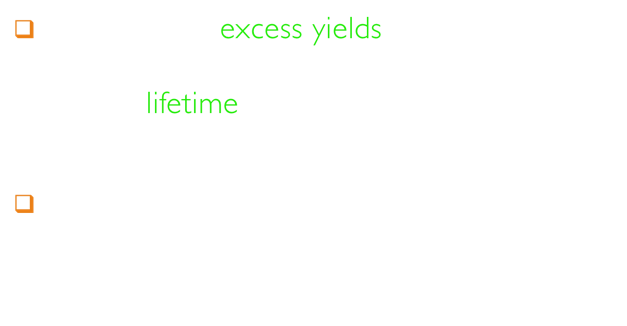 ❑ excess yields
lifetime
❑